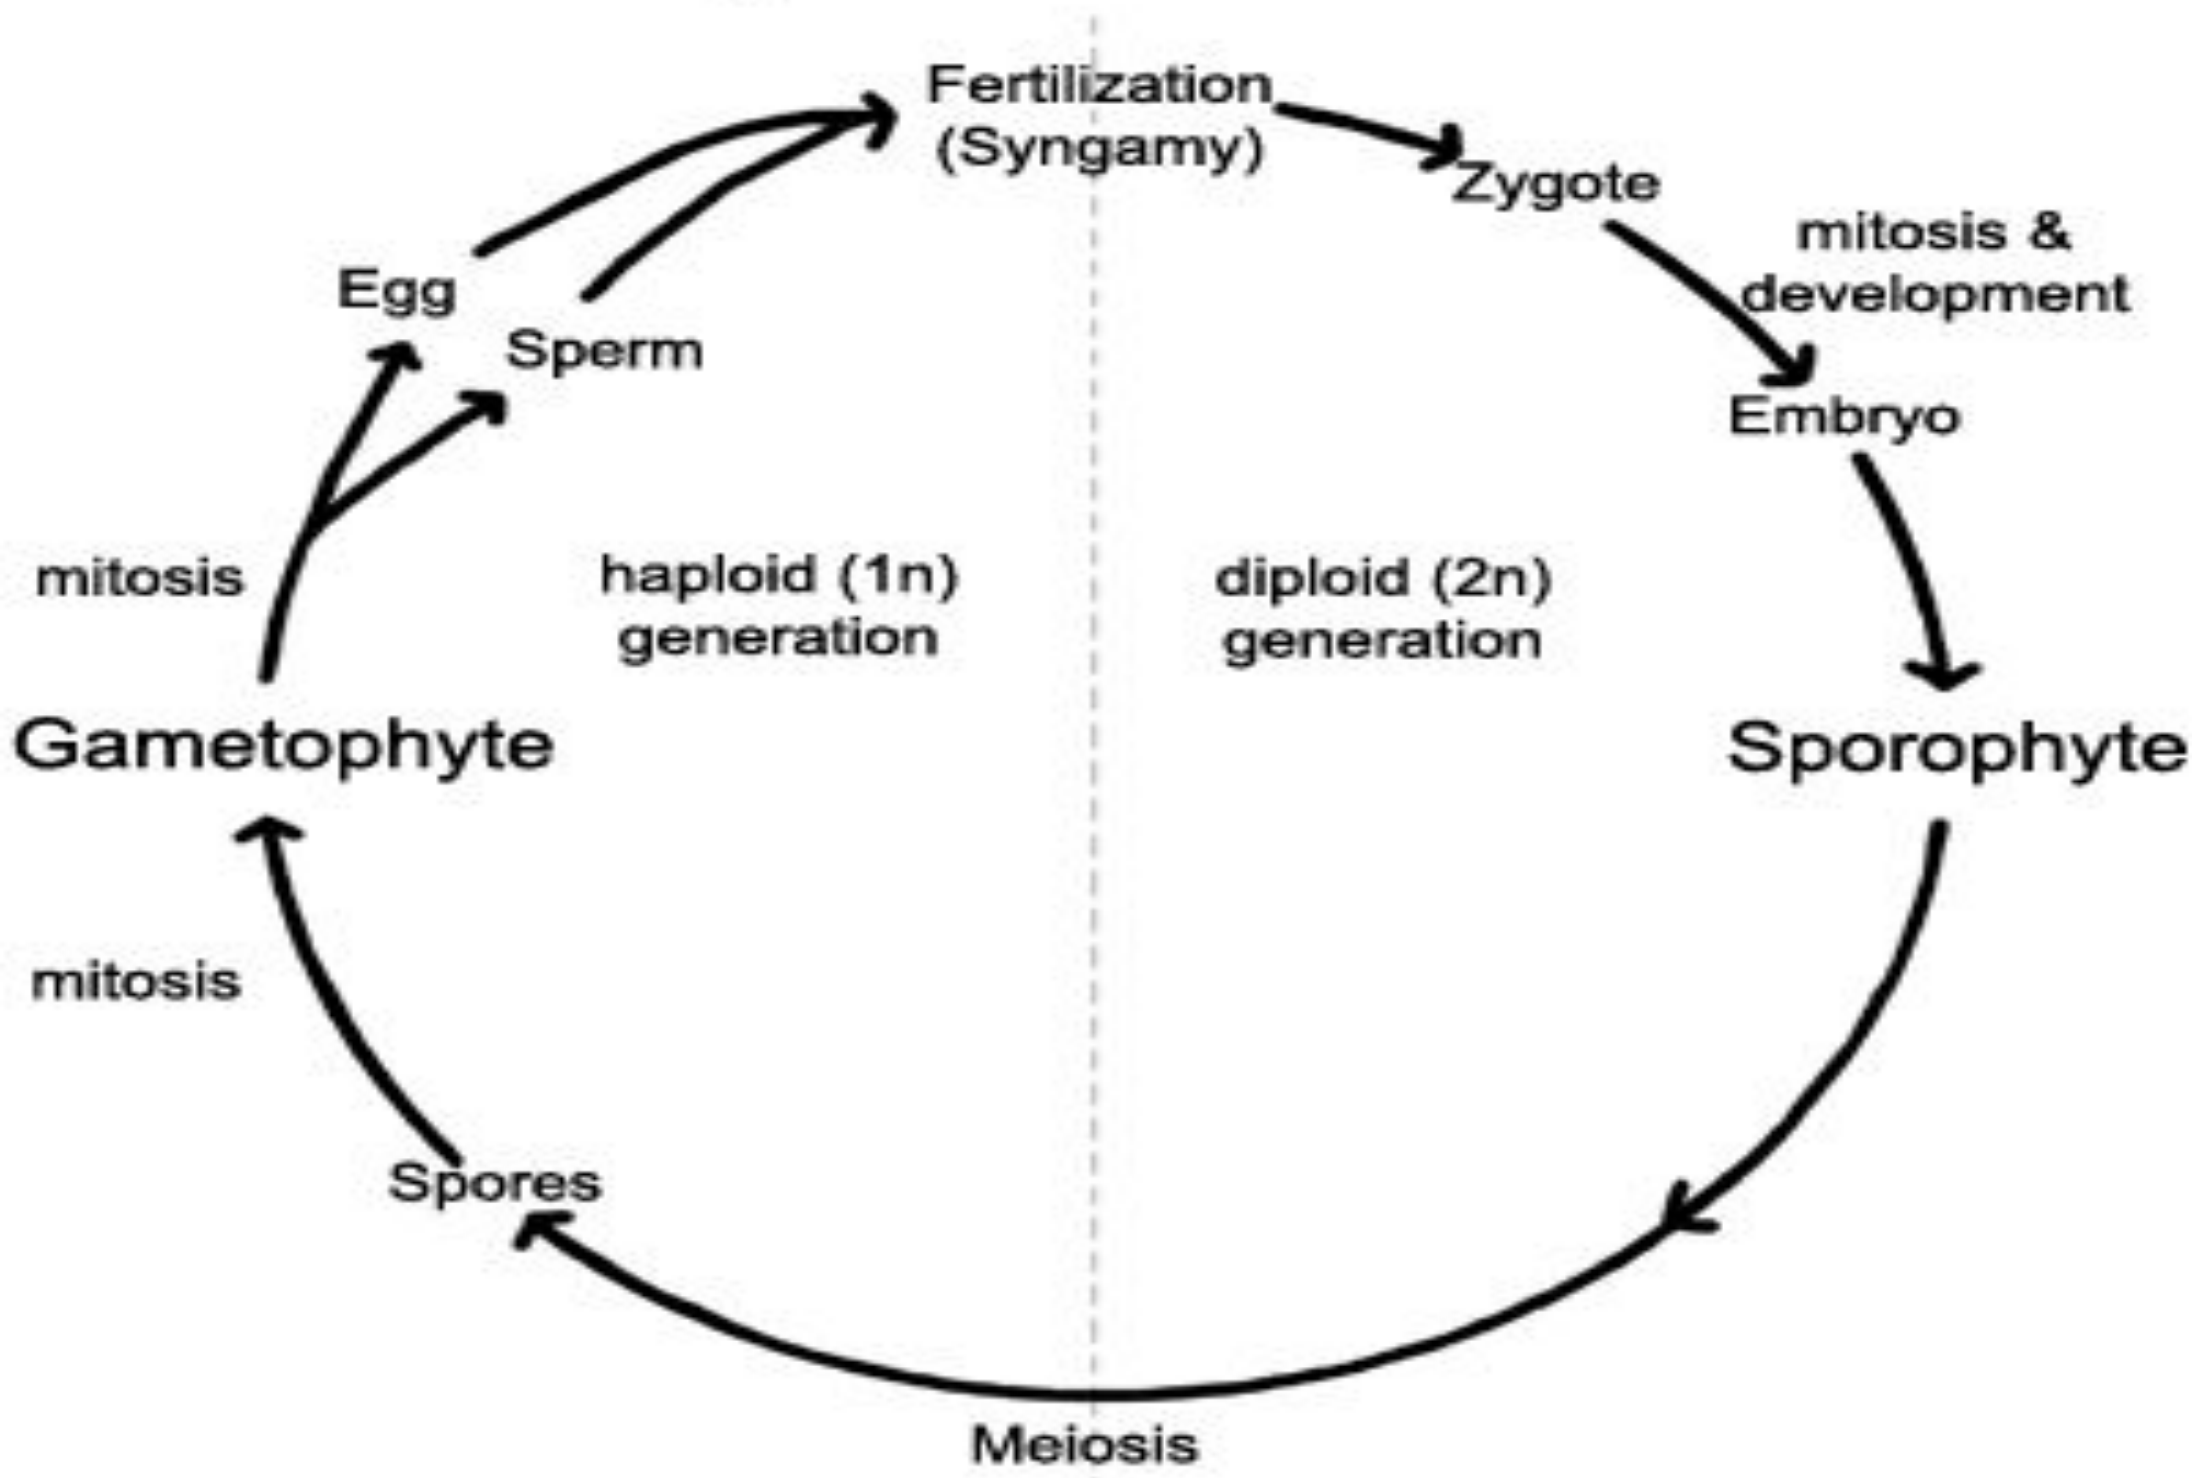 Fertilization
(Syngamy)
Zygote
mitosis &
development
Egg
Sperm
Embryo
mitosis
haploid (1n)
generation
diploid (2n)
generation
Gametophyte
Sporophyte
mitosis
Spores
Meiosis